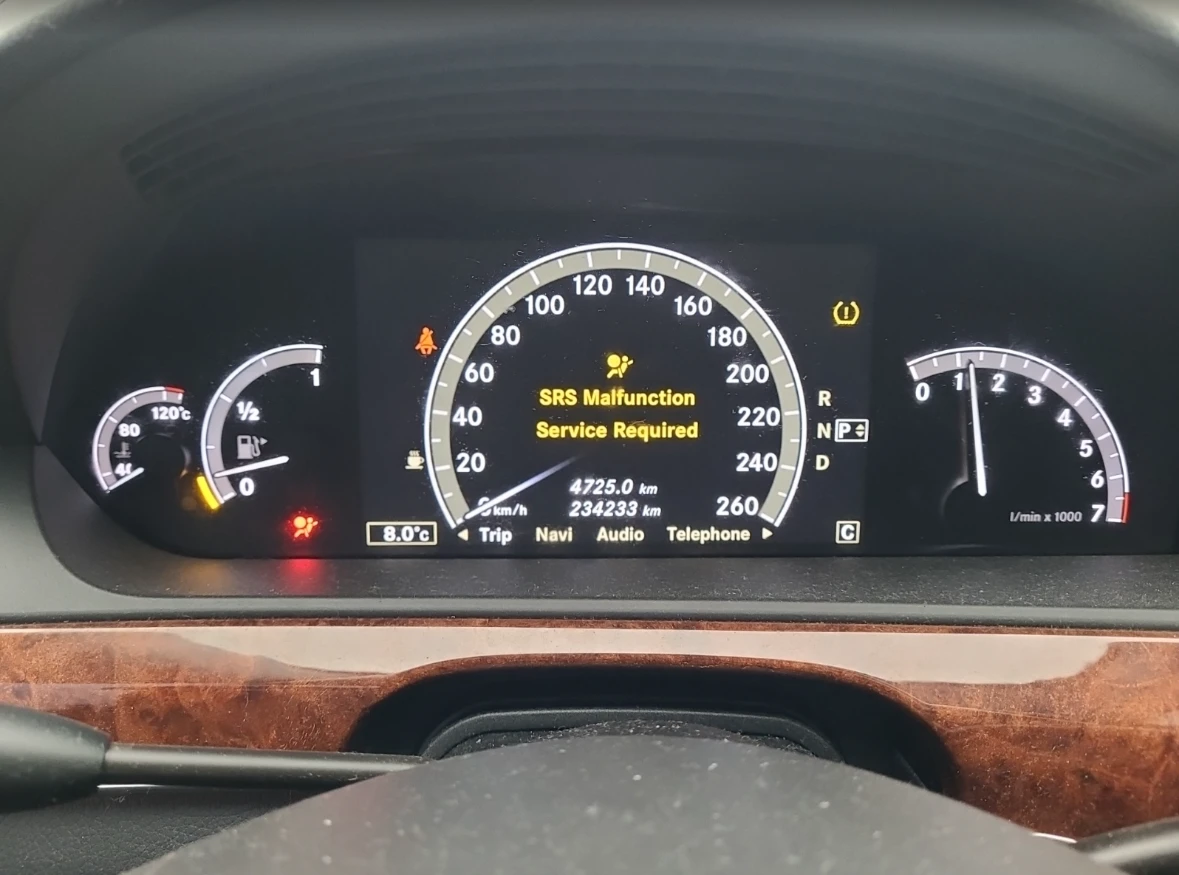 120 140
100 160
80 180
60 200
40 220
20 240
0 km/h 260
SRS Malfunction
Service Required
4725.0 km
234233 km
8.0°C
Trip Navi Audio Telephone
R
N P
D
C
120°C
80
40
1
½
0
0 1 2 3 4 5 6 7
l/min x 1000